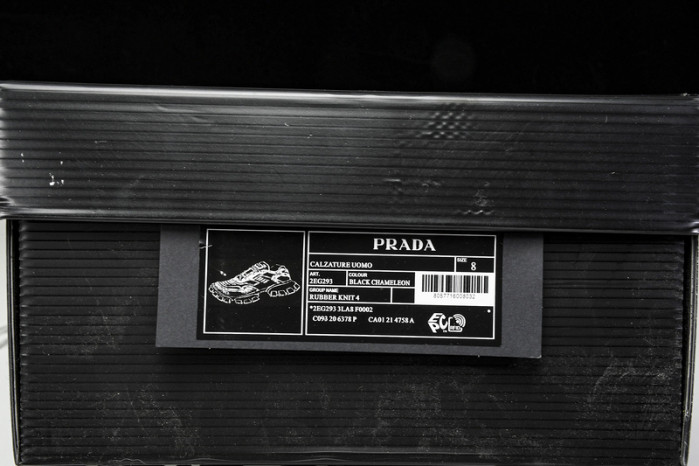 PRADA
CALZATURE UOMO
SIZE
8
ART.
2EG293
COLOUR
BLACK CHAMELEON
GROUP NAME
RUBBER KNIT 4
8057716008032
*2EG293 3LA8 F0002 *
C093 20 6378 P CA01 21 4758 A